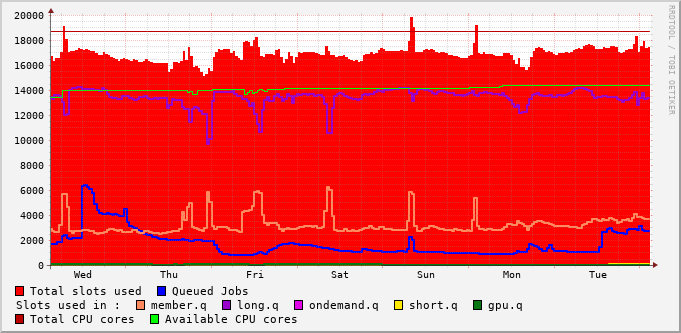 20000
18000
16000
14000
12000
10000
8000
6000
4000
2000
0
Wed Thu Fri Sat Sun Mon Tue
RRDTOOL / TOBI OETIKER
Total slots used Queued Jobs
Slots used in : member.q long.q ondemand.q short.q gpu.q
Total CPU cores Available CPU cores